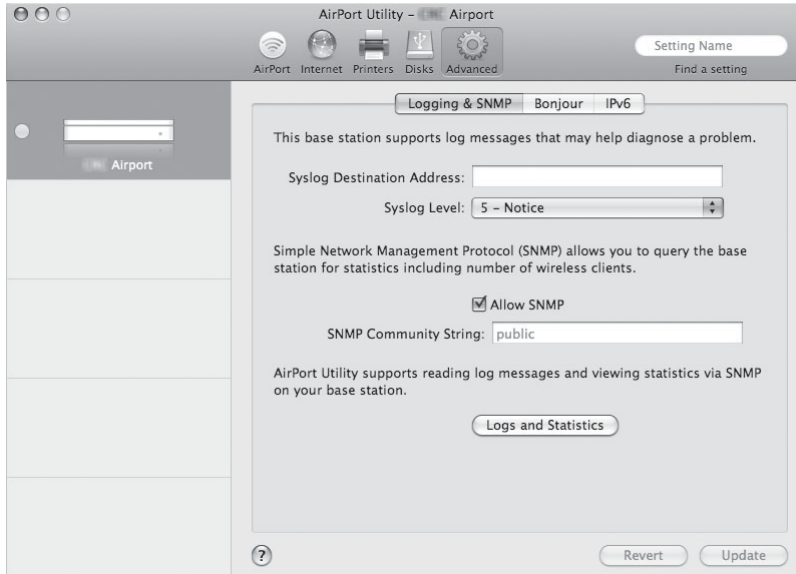 AirPort Utility – Airport
AirPort Internet Printers Disks Advanced
Setting Name
Find a setting
Airport
Logging & SNMP Bonjour IPv6
This base station supports log messages that may help diagnose a problem.
Syslog Destination Address:
Syslog Level: 5 – Notice
Simple Network Management Protocol (SNMP) allows you to query the base
station for statistics including number of wireless clients.
Allow SNMP
SNMP Community String: public
AirPort Utility supports reading log messages and viewing statistics via SNMP
on your base station.
Logs and Statistics
? Revert Update